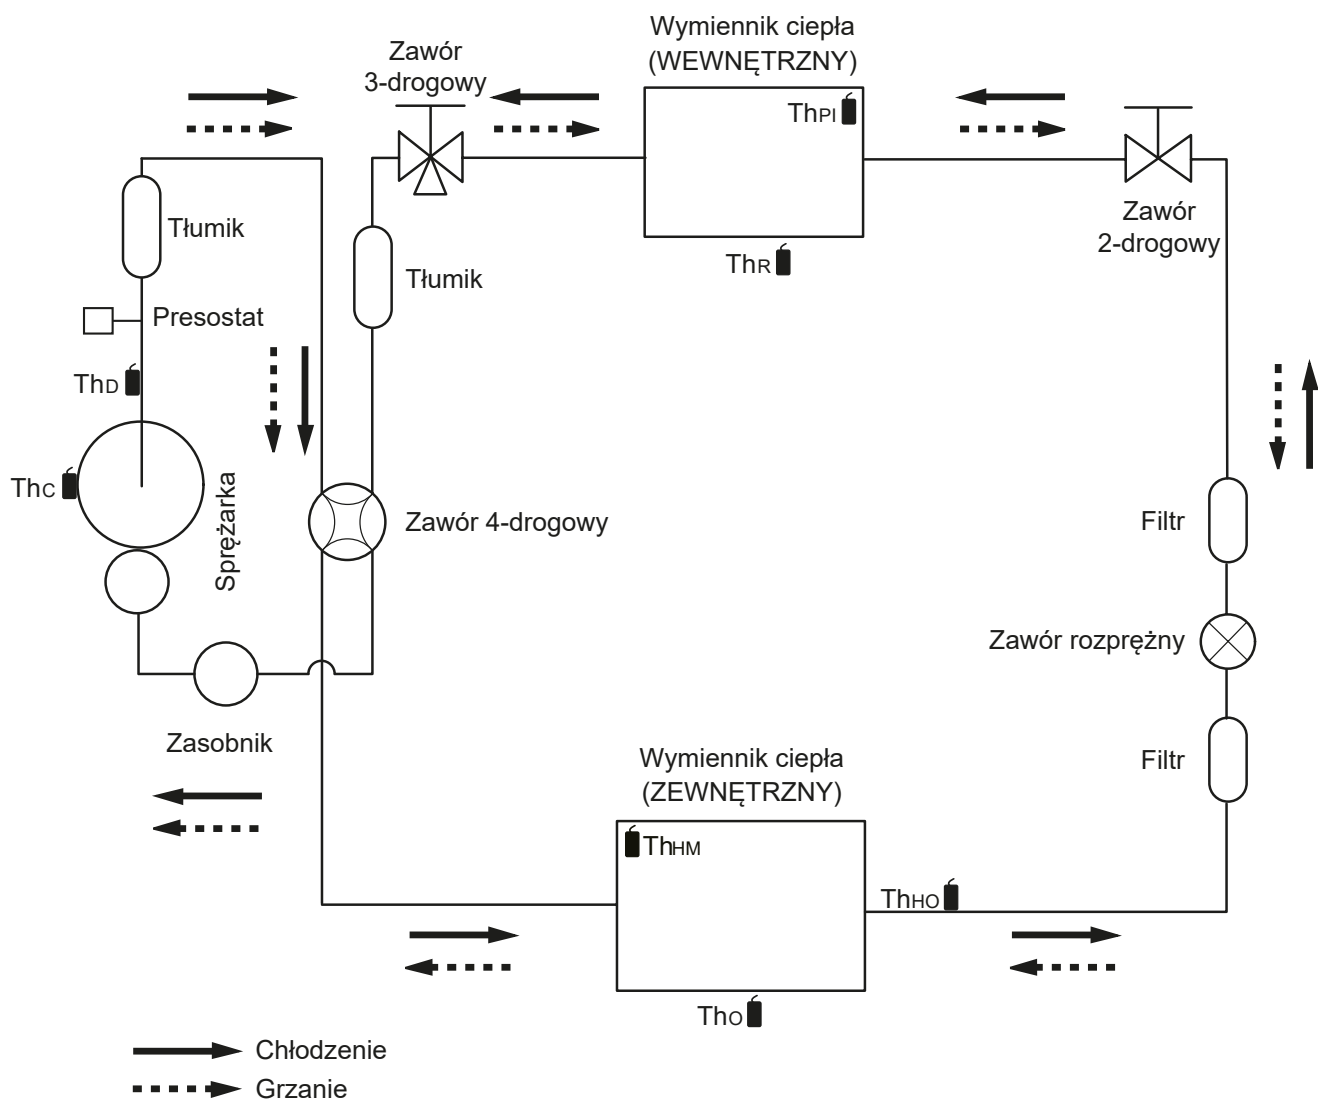 Wymiennik ciepła
(WEWNĘTRZNY)
Zawór
3-drogowy
ThPI
Tłumik
Zawór
2-drogowy
ThR
Tłumik
Presostat
ThD
ThC
Sprężarka
Zawór 4-drogowy
Filtr
Zawór rozprężny
Zasobnik
Wymiennik ciepła
(ZEWNĘTRZNY)
Filtr
ThHM
ThHO
ThO
Chłodzenie
Grzanie